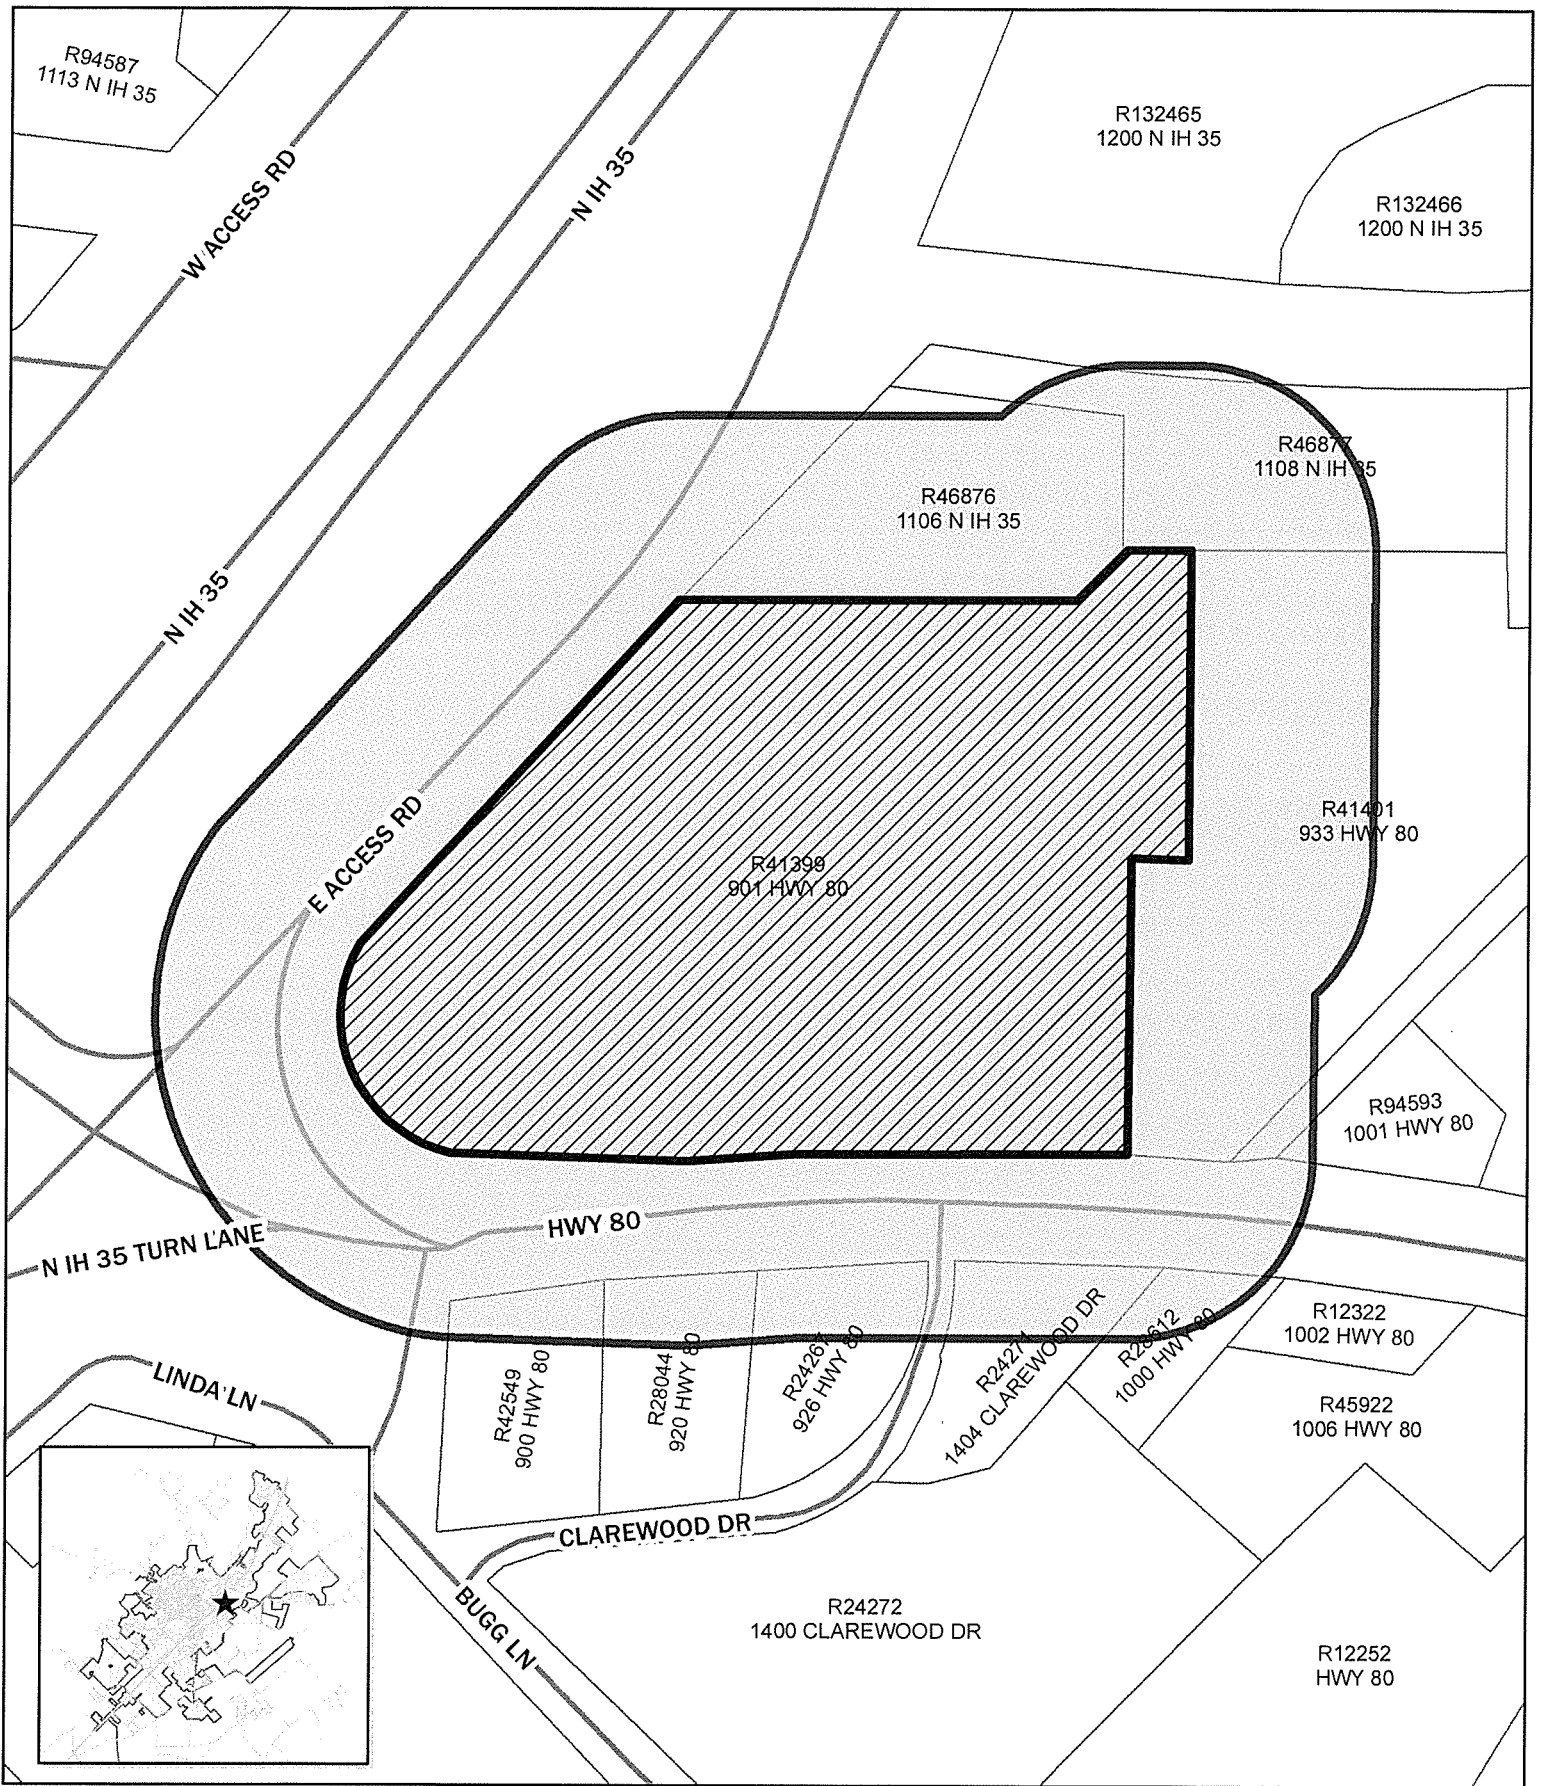 R94587
1113 N IH 35
R132465
1200 N IH 35
N IH 35
W ACCESS RD
R132466
1200 N IH 35
R46877
1108 N IH 35
R46876
1106 N IH 35
N IH 35
R41401
933 HWY 80
E ACCESS RD
R41399
901 HWY 80
R94593
1001 HWY 80
HWY 80
N IH 35 TURN LANE
R12322
1002 HWY 80
R42549
900 HWY 80
R28044
920 HWY 80
R24267
926 HWY 80
R24271
1404 CLAREWOOD DR
1000 HWY 80
LINDA LN
R45922
1006 HWY 80
CLAREWOOD DR
BUGG LN
R24272
1400 CLAREWOOD DR
R12252
HWY 80